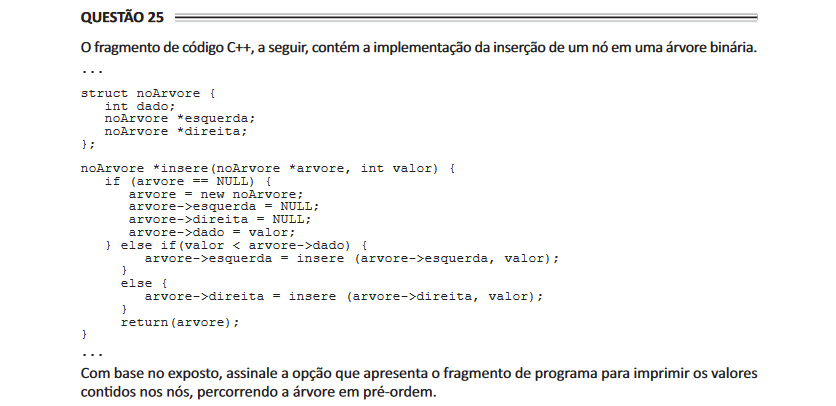 QUESTÃO 25
O fragmento de código C++, a seguir, contém a implementação da inserção de um nó em uma árvore binária.
...
struct noArvore {
   int dado;
   noArvore *esquerda;
   noArvore *direita;
};
noArvore *insere(noArvore *arvore, int valor) {
   if (arvore == NULL) {
      arvore = new noArvore;
      arvore->esquerda = NULL;
      arvore->direita = NULL;
      arvore->dado = valor;
   } else if(valor < arvore->dado) {
        arvore->esquerda = insere (arvore->esquerda, valor);
     }
     else {
        arvore->direita = insere (arvore->direita, valor);
     }
     return(arvore);
}
...
Com base no exposto, assinale a opção que apresenta o fragmento de programa para imprimir os valores
contidos nos nós, percorrendo a árvore em pré-ordem.